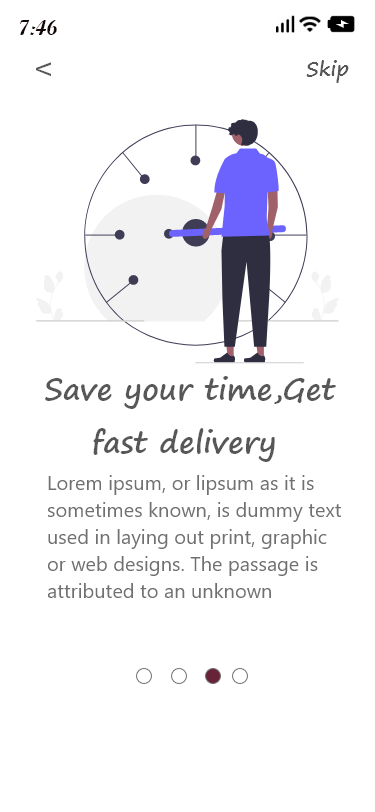 7:46
< Skip
Save your time,Get
fast delivery
Lorem ipsum, or lipsum as it is
sometimes known, is dummy text
used in laying out print, graphic
or web designs. The passage is
attributed to an unknown